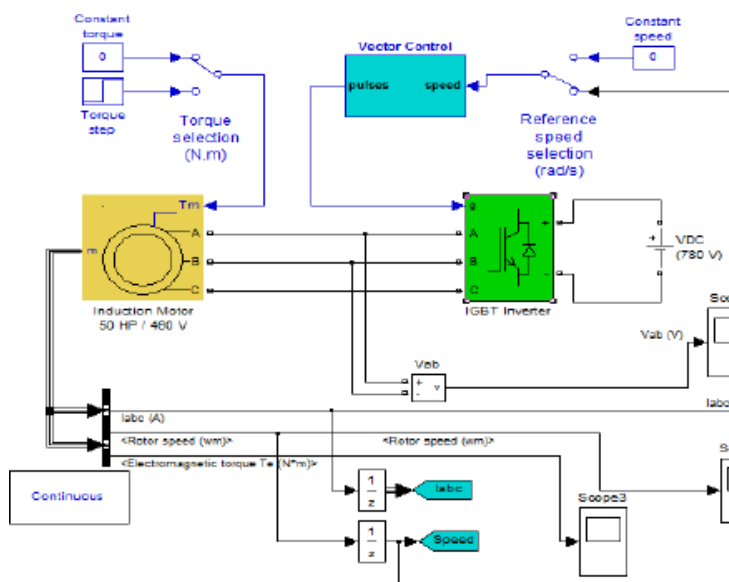 Constant
torque
0
Torque
step
Torque
selection
(N.m)
Vector Control
pulses
speed
Constant
speed
0
Reference
speed
selection
(rad/s)
Tm
m
A
B
C
Induction Motor
50 HP / 460 V
g
A
B
C
+
-
IGBT Inverter
+
VDC
(780 V)
Vab
+
-
v
Vab (V)
Iabc (A)
Iabc
<Rotor speed (wm)>
<Rotor speed (wm)>
<Electromagnetic torque Te (N*m)>
Continuous
1
z
Iabc
1
z
Speed
Scope3